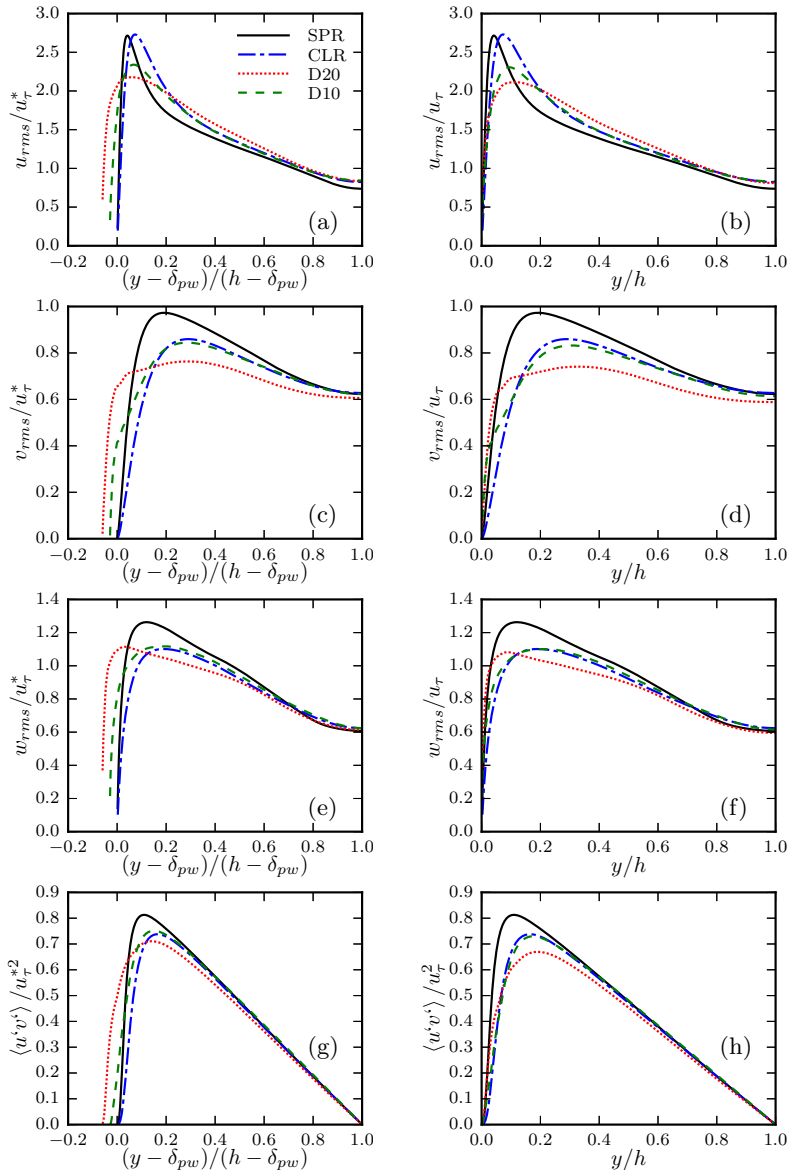 3.0
2.5
2.0
1.5
1.0
0.5
0.0
u_{rms}/u_τ^*
SPR
CLR
D20
D10
(a)
−0.2 0.0 0.2 0.4 0.6 0.8 1.0
(y − δ_{pw})/(h − δ_{pw})
3.0
2.5
2.0
1.5
1.0
0.5
0.0
u_{rms}/u_τ
(b)
0.0 0.2 0.4 0.6 0.8 1.0
y/h
1.0
0.8
0.6
0.4
0.2
0.0
v_{rms}/u_τ^*
(c)
−0.2 0.0 0.2 0.4 0.6 0.8 1.0
(y − δ_{pw})/(h − δ_{pw})
1.0
0.8
0.6
0.4
0.2
0.0
v_{rms}/u_τ
(d)
0.0 0.2 0.4 0.6 0.8 1.0
y/h
1.4
1.2
1.0
0.8
0.6
0.4
0.2
0.0
w_{rms}/u_τ^*
(e)
−0.2 0.0 0.2 0.4 0.6 0.8 1.0
(y − δ_{pw})/(h − δ_{pw})
1.4
1.2
1.0
0.8
0.6
0.4
0.2
0.0
w_{rms}/u_τ
(f)
0.0 0.2 0.4 0.6 0.8 1.0
y/h
0.9
0.8
0.7
0.6
0.5
0.4
0.3
0.2
0.1
0.0
⟨u‘v‘⟩/u_τ^{*2}
(g)
−0.2 0.0 0.2 0.4 0.6 0.8 1.0
(y − δ_{pw})/(h − δ_{pw})
0.9
0.8
0.7
0.6
0.5
0.4
0.3
0.2
0.1
0.0
⟨u‘v‘⟩/u_τ^2
(h)
0.0 0.2 0.4 0.6 0.8 1.0
y/h